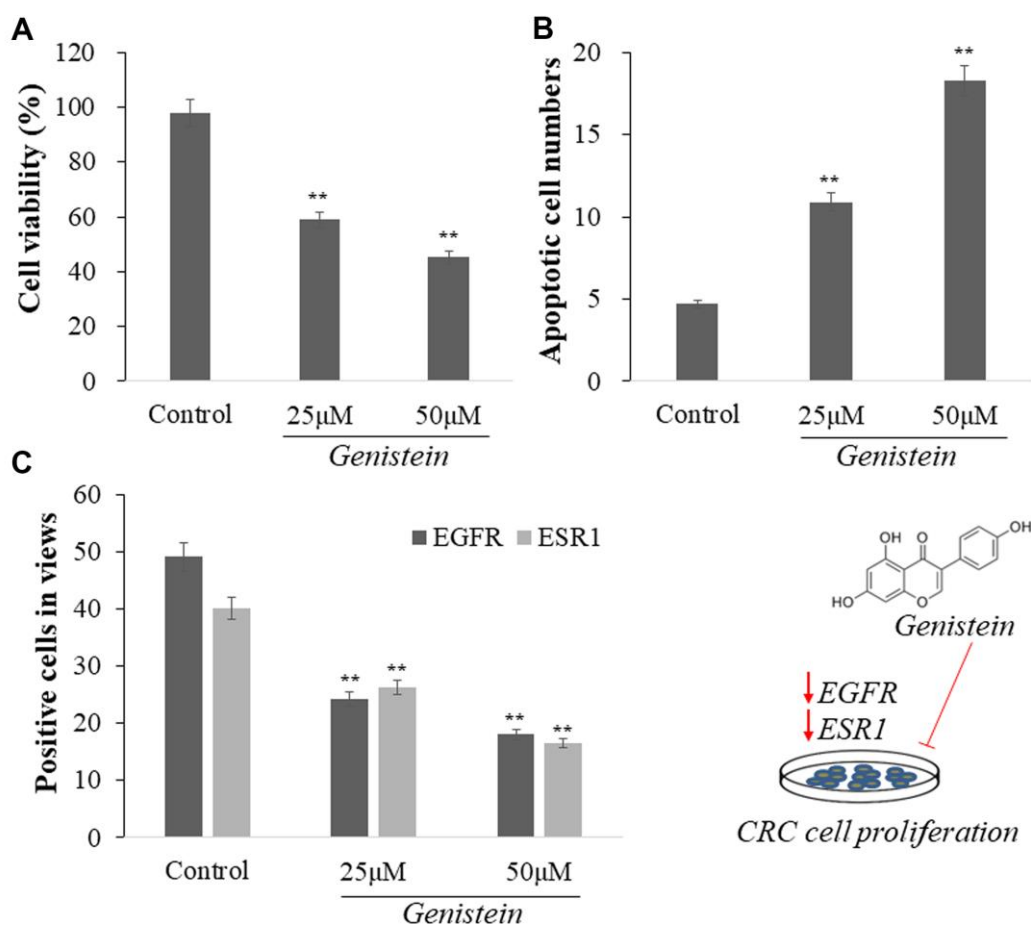 A
Cell viability (%)
120
100
80
60
40
20
0
**
**
Control
25μM
50μM
Genistein
B
Apoptotic cell numbers
20
15
10
5
0
**
**
Control
25μM
50μM
Genistein
C
Positive cells in views
60
50
40
30
20
10
0
EGFR
ESR1
**
**
**
**
Control
25μM
50μM
Genistein
OH
O
OH
HO
O
Genistein
EGFR
ESR1
CRC cell proliferation